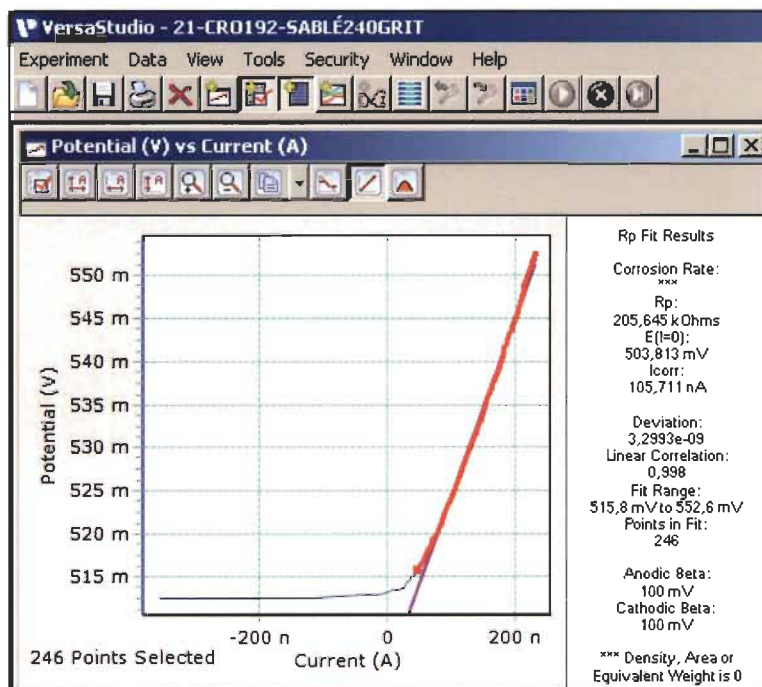 VersaStudio - 21-CR0192-SABLÉ240GRIT
Experiment Data View Tools Security Window Help
Potential (V) vs Current (A)
Potential (V)
550 m
545 m
540 m
535 m
530 m
525 m
520 m
515 m
-200 n 0 200 n
Current (A)
246 Points Selected
Rp Fit Results
Corrosion Rate:
***
Rp:
205,645 kOhms
E(I=0):
503,813 mV
Icorr:
105,711 nA
Deviation:
3,2993e-09
Linear Correlation:
0,998
Fit Range:
515,8 mV to 552,6 mV
Points in Fit:
246
Anodic Beta:
100 mV
Cathodic Beta:
100 mV
*** Density, Area or
Equivalent Weight is 0